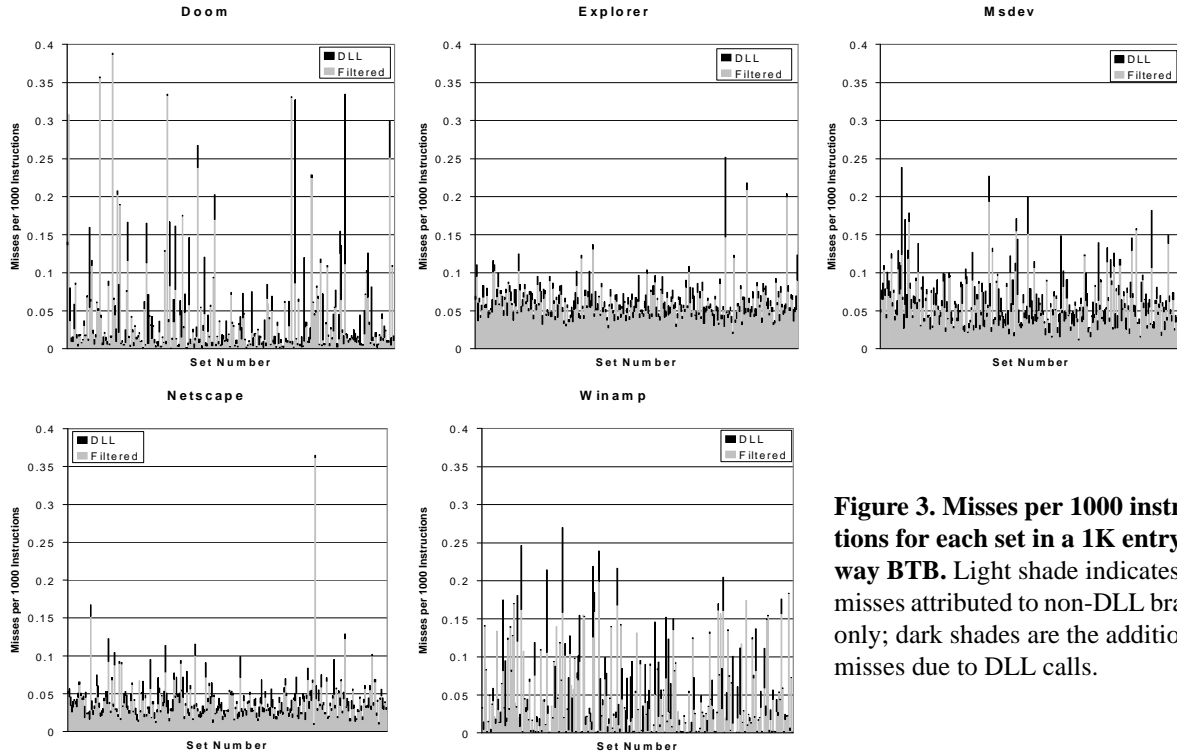 Doom
0.4
0.35
0.3
0.25
0.2
0.15
0.1
0.05
0
Misses per 1000 Instructions
Set Number
DLL
Filtered
Explorer
0.4
0.35
0.3
0.25
0.2
0.15
0.1
0.05
0
Misses per 1000 Instructions
Set Number
DLL
Filtered
Msdev
0.4
0.35
0.3
0.25
0.2
0.15
0.1
0.05
0
Misses per 1000 Instructions
Set Number
DLL
Filtered
Netscape
0.4
0.35
0.3
0.25
0.2
0.15
0.1
0.05
0
Misses per 1000 Instructions
Set Number
DLL
Filtered
Winamp
0.4
0.35
0.3
0.25
0.2
0.15
0.1
0.05
0
Misses per 1000 Instructions
Set Number
DLL
Filtered
Figure 3. Misses per 1000 instru
tions for each set in a 1K entry
way BTB. Light shade indicates
misses attributed to non-DLL bra
only; dark shades are the additio
misses due to DLL calls.